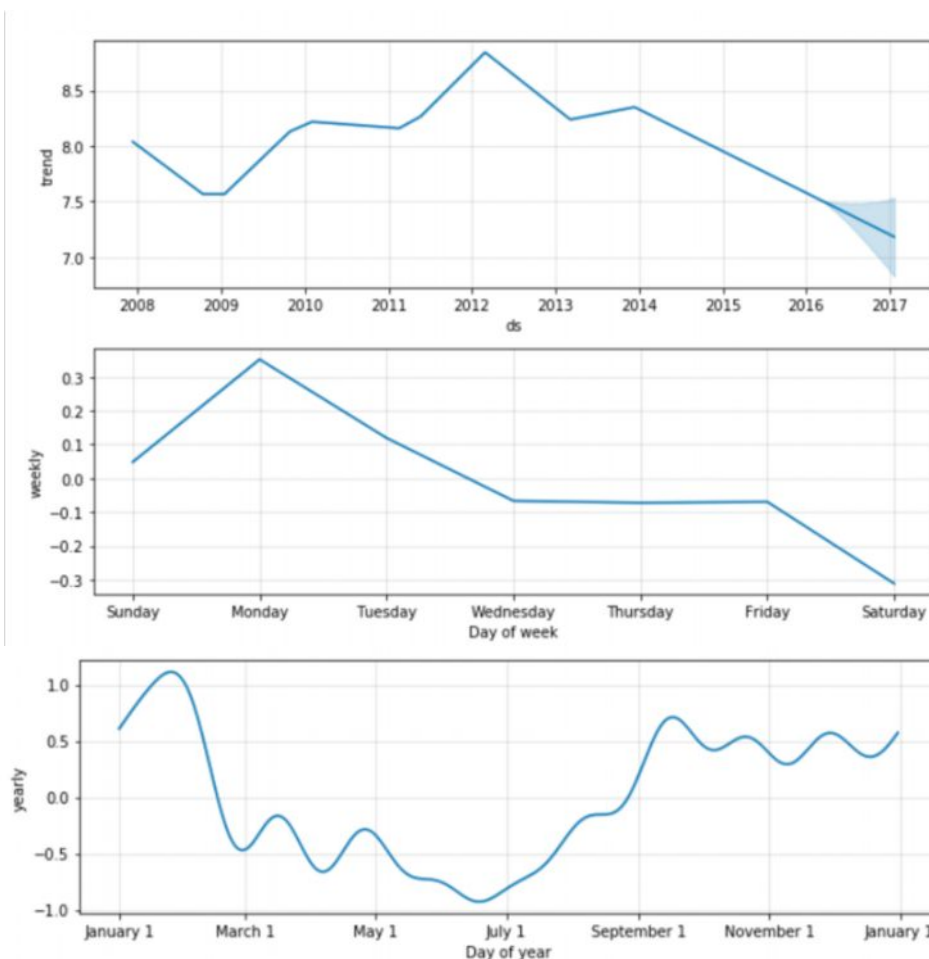 trend
8.5
8.0
7.5
7.0
2008 2009 2010 2011 2012 2013 2014 2015 2016 2017
ds
weekly
0.3
0.2
0.1
0.0
−0.1
−0.2
−0.3
Sunday Monday Tuesday Wednesday Thursday Friday Saturday
Day of week
yearly
1.0
0.5
0.0
−0.5
−1.0
January 1 March 1 May 1 July 1 September 1 November 1 January 1
Day of year